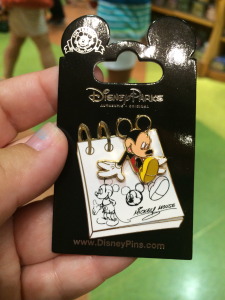 Disney Parks
AUTHENTIC ORIGINAL
Mickey Mouse
www.DisneyPins.com